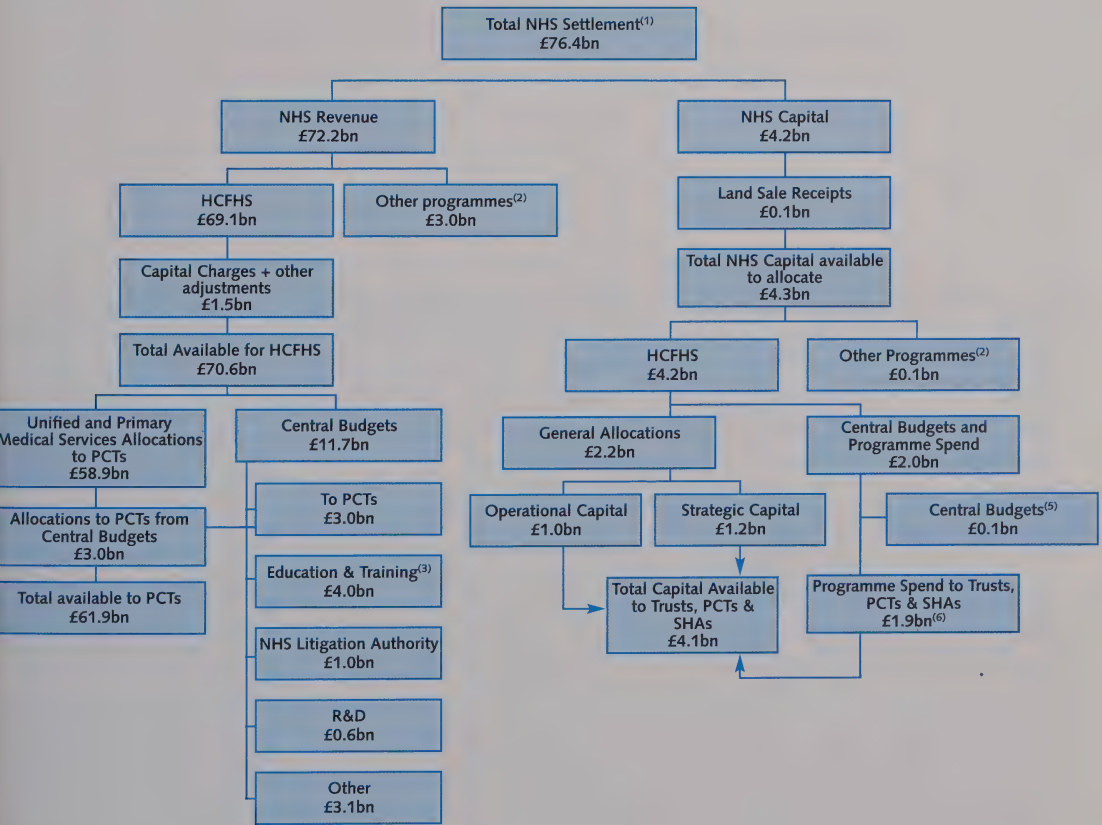 Total NHS Settlement(1)
£76.4bn
NHS Revenue
£72.2bn
NHS Capital
£4.2bn
HCFHS
£69.1bn
Other programmes(2)
£3.0bn
Land Sale Receipts
£0.1bn
Capital Charges + other
adjustments
£1.5bn
Total NHS Capital available
to allocate
£4.3bn
Total Available for HCFHS
£70.6bn
HCFHS
£4.2bn
Other Programmes(2)
£0.1bn
Unified and Primary
Medical Services Allocations
to PCTs
£58.9bn
Central Budgets
£11.7bn
General Allocations
£2.2bn
Central Budgets and
Programme Spend
£2.0bn
To PCTs
£3.0bn
Operational Capital
£1.0bn
Strategic Capital
£1.2bn
Central Budgets(5)
£0.1bn
Allocations to PCTs from
Central Budgets
£3.0bn
Education & Training(3)
£4.0bn
Total Capital Available
to Trusts, PCTs &
SHAs
£4.1bn
Programme Spend to Trusts,
PCTs & SHAs
£1.9bn(6)
Total available to PCTs
£61.9bn
NHS Litigation Authority
£1.0bn
R&D
£0.6bn
Other
£3.1bn